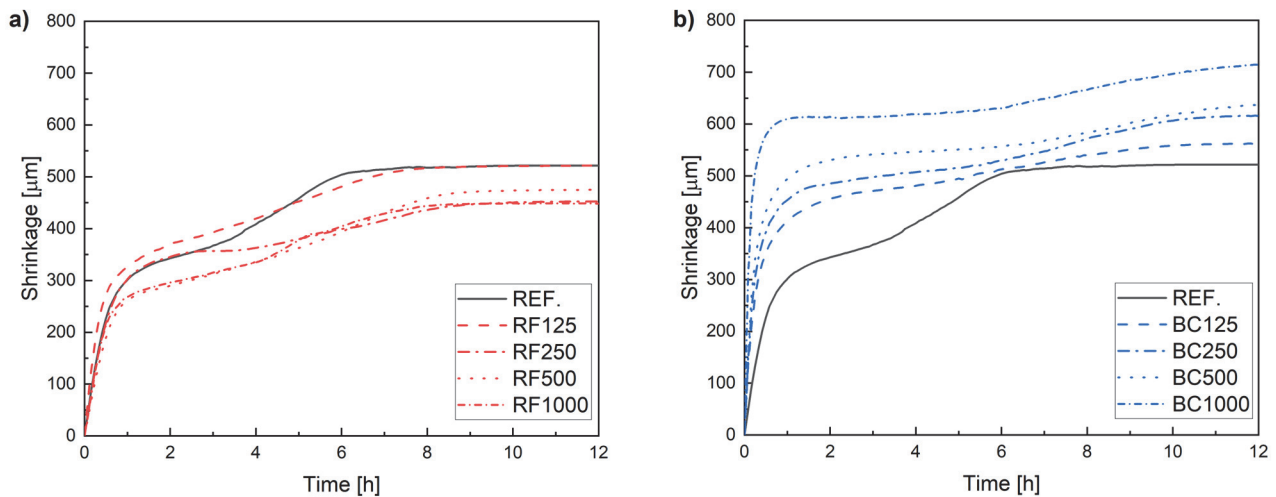 a)
Shrinkage [μm]
800
700
600
500
400
300
200
100
0
REF.
RF125
RF250
RF500
RF1000
0 2 4 6 8 10 12
Time [h]
b)
Shrinkage [μm]
800
700
600
500
400
300
200
100
0
REF.
BC125
BC250
BC500
BC1000
0 2 4 6 8 10 12
Time [h]